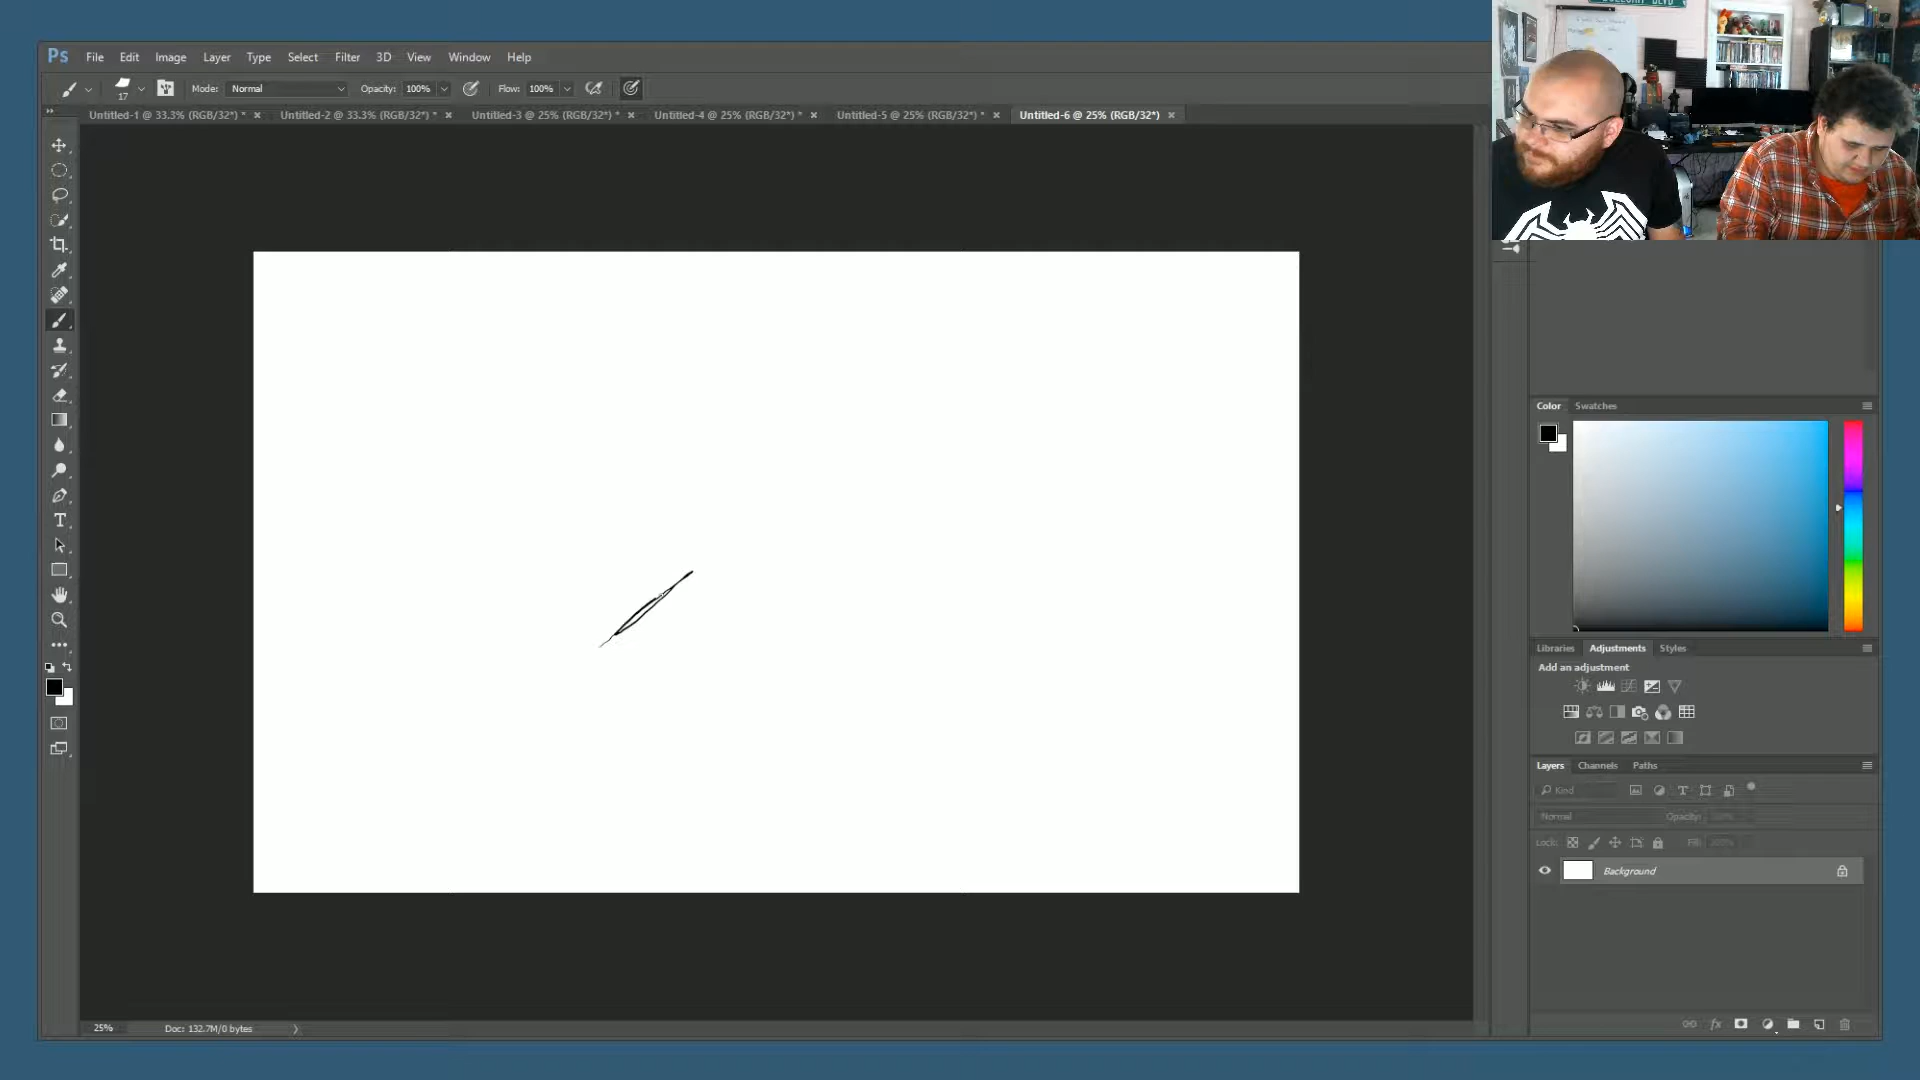 Ps File Edit Image Layer Type Select Filter 3D View Window Help
17 Mode: Normal Opacity: 100% Flow: 100%
Untitled-1 @ 33.3% (RGB/32*) * Untitled-2 @ 33.3% (RGB/32*) * Untitled-3 @ 25% (RGB/32*) * Untitled-4 @ 25% (RGB/32*) * Untitled-5 @ 25% (RGB/32*) * Untitled-6 @ 25% (RGB/32*)
Color Swatches
Libraries Adjustments Styles
Add an adjustment
Layers Channels Paths
Kind
Normal Opacity:
Lock: Fill:
Background
fx
25% Doc: 132.7M/0 bytes